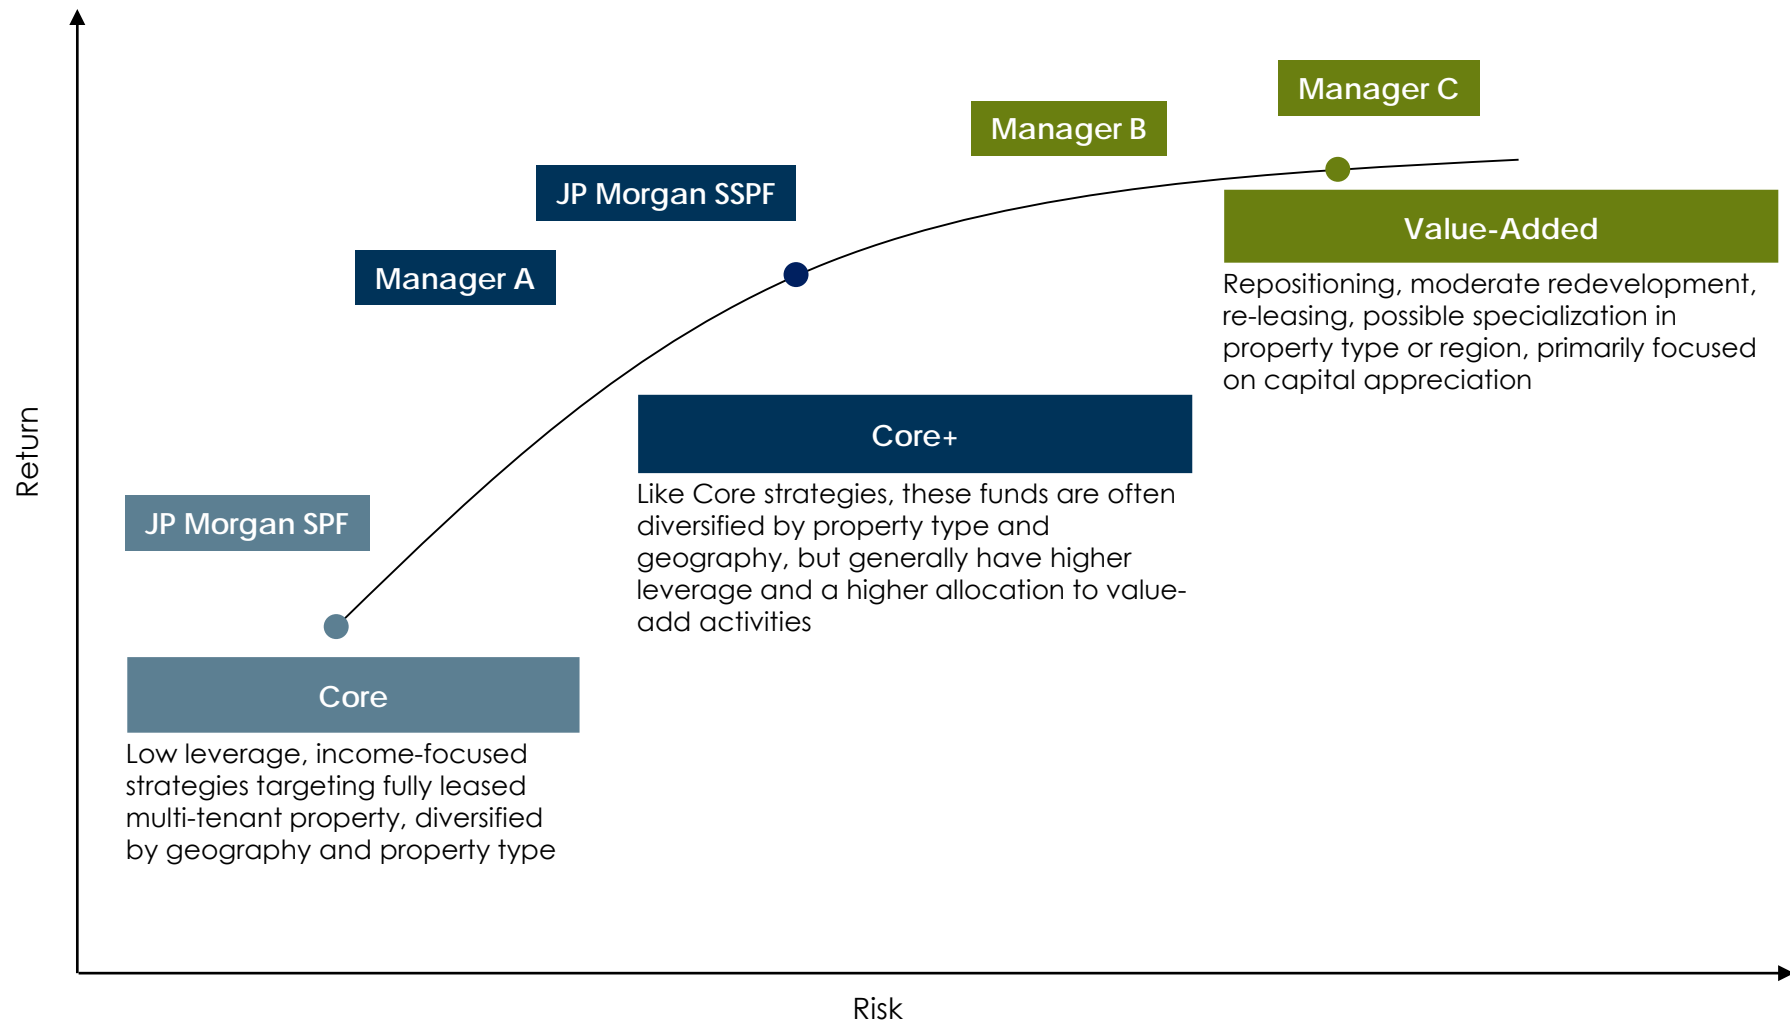 Manager C
Manager B
JP Morgan SSPF
Value-Added
Manager A
Repositioning, moderate redevelopment,
re-leasing, possible specialization in
property type or region, primarily focused
on capital appreciation
Return
Core+
Like Core strategies, these funds are often
diversified by property type and
geography, but generally have higher
leverage and a higher allocation to value-
add activities
JP Morgan SPF
Core
Low leverage, income-focused
strategies targeting fully leased
multi-tenant property, diversified
by geography and property type
Risk